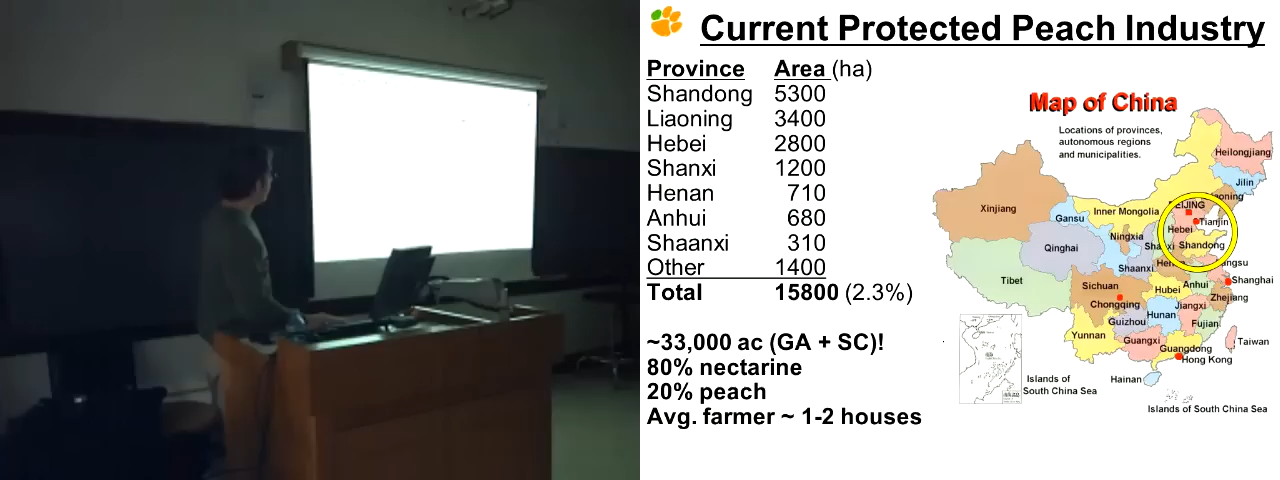 Current Protected Peach Industry
Province Area (ha)
Shandong 5300
Liaoning 3400
Hebei 2800
Shanxi 1200
Henan 710
Anhui 680
Shaanxi 310
Other 1400
Total 15800 (2.3%)
~33,000 ac (GA + SC)!
80% nectarine
20% peach
Avg. farmer ~ 1-2 houses
Map of China
Locations of provinces,
autonomous regions
and municipalities.
Heilongjiang
Jilin
Xinjiang
Inner Mongolia
Gansu
Tianjin
Hebei
Ningxia
Shandong
Qinghai
Shaanxi
Tibet
Sichuan
Hubei
Anhui
Shanghai
Chongqing
Zhejiang
Jiangxi
Hunan
Guizhou
Fujian
Yunnan
Guangxi
Guangdong
Taiwan
Hong Kong
Hainan
Islands of
South China Sea
Islands of South China Sea